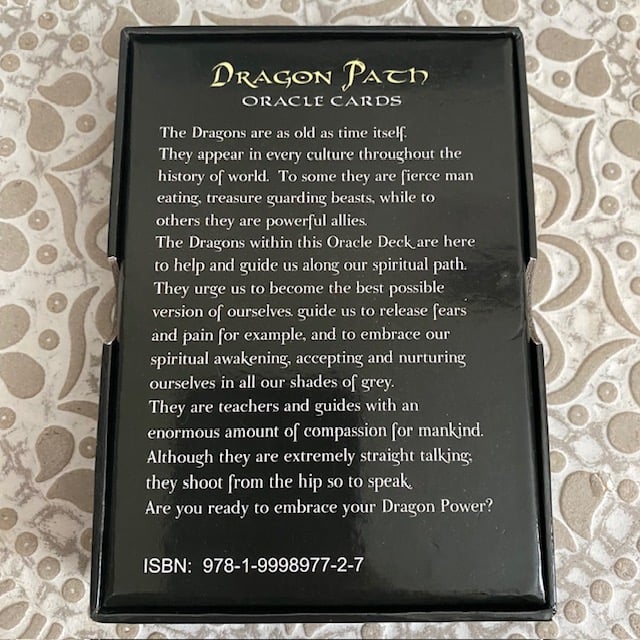 Dragon Path
Oracle Cards
The Dragons are as old as time itself.
They appear in every culture throughout the
history of world. To some they are fierce man
eating, treasure guarding beasts, while to
others they are powerful allies.
The Dragons within this Oracle Deck are here
to help and guide us along our spiritual path.
They urge us to become the best possible
version of ourselves. guide us to release fears
and pain for example, and to embrace our
spiritual awakening, accepting and nurturing
ourselves in all our shades of grey.
They are teachers and guides with an
enormous amount of compassion for mankind.
Although they are extremely straight talking;
they shoot from the hip so to speak.
Are you ready to embrace your Dragon Power?
ISBN: 978-1-9998977-2-7